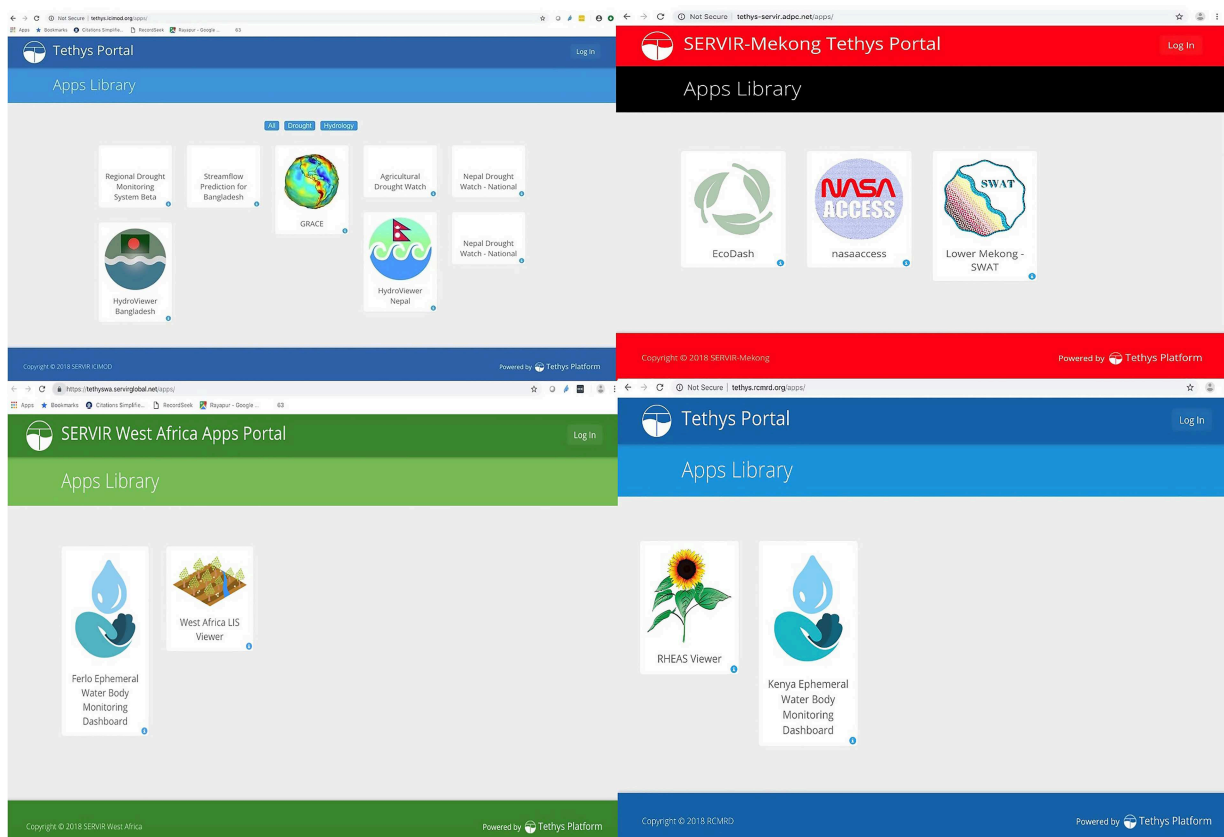 Not Secure | tethys.icimod.org/apps/
Apps Bookmarks Citations Simplifie... RecordSeek Rayapur - Google ... 63
Tethys Portal
Log In
Apps Library
All Drought Hydrology
Regional Drought
Monitoring
System Beta
Streamflow
Prediction for
Bangladesh
GRACE
Agricultural
Drought Watch
Nepal Drought
Watch - National
HydroViewer
Bangladesh
HydroViewer
Nepal
Nepal Drought
Watch - National
Copyright © 2018 SERVIR ICIMOD
Powered by Tethys Platform
Not Secure | tethys-servir.adpc.net/apps/
SERVIR-Mekong Tethys Portal
Log In
Apps Library
EcoDash
NASA
ACCESS
nasaaccess
SWAT
Lower Mekong -
SWAT
Copyright © 2018 SERVIR-Mekong
Powered by Tethys Platform
https://tethyswa.servirglobal.net/apps/
Apps Bookmarks Citations Simplifie... RecordSeek Rayapur - Google ... 63
SERVIR West Africa Apps Portal
Log In
Apps Library
Ferlo Ephemeral
Water Body
Monitoring
Dashboard
West Africa LIS
Viewer
Copyright © 2018 SERVIR West Africa
Powered by Tethys Platform
Not Secure | tethys.rcmrd.org/apps/
Tethys Portal
Log In
Apps Library
RHEAS Viewer
Kenya Ephemeral
Water Body
Monitoring
Dashboard
Copyright © 2018 RCMRD
Powered by Tethys Platform